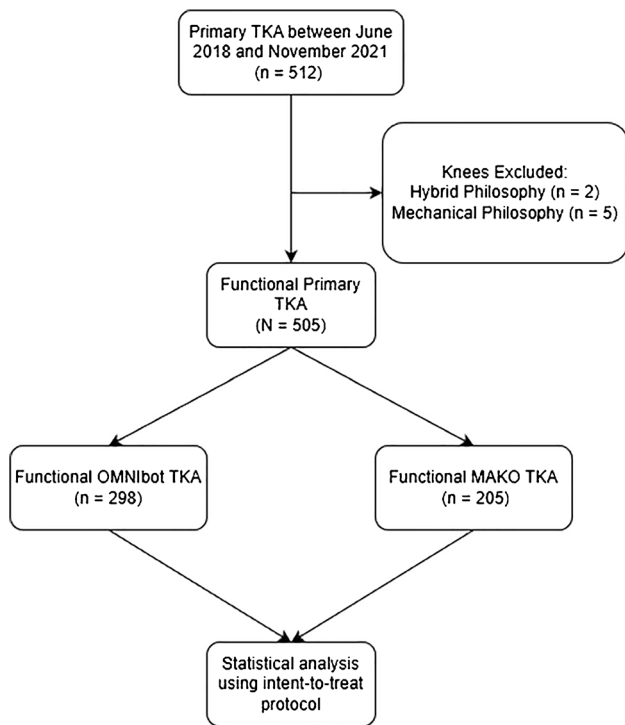 Primary TKA between June
2018 and November 2021
(n = 512)
Knees Excluded:
Hybrid Philosophy (n = 2)
Mechanical Philosophy (n = 5)
Functional Primary
TKA
(N = 505)
Functional OMNIbot TKA
(n = 298)
Functional MAKO TKA
(n = 205)
Statistical analysis
using intent-to-treat
protocol